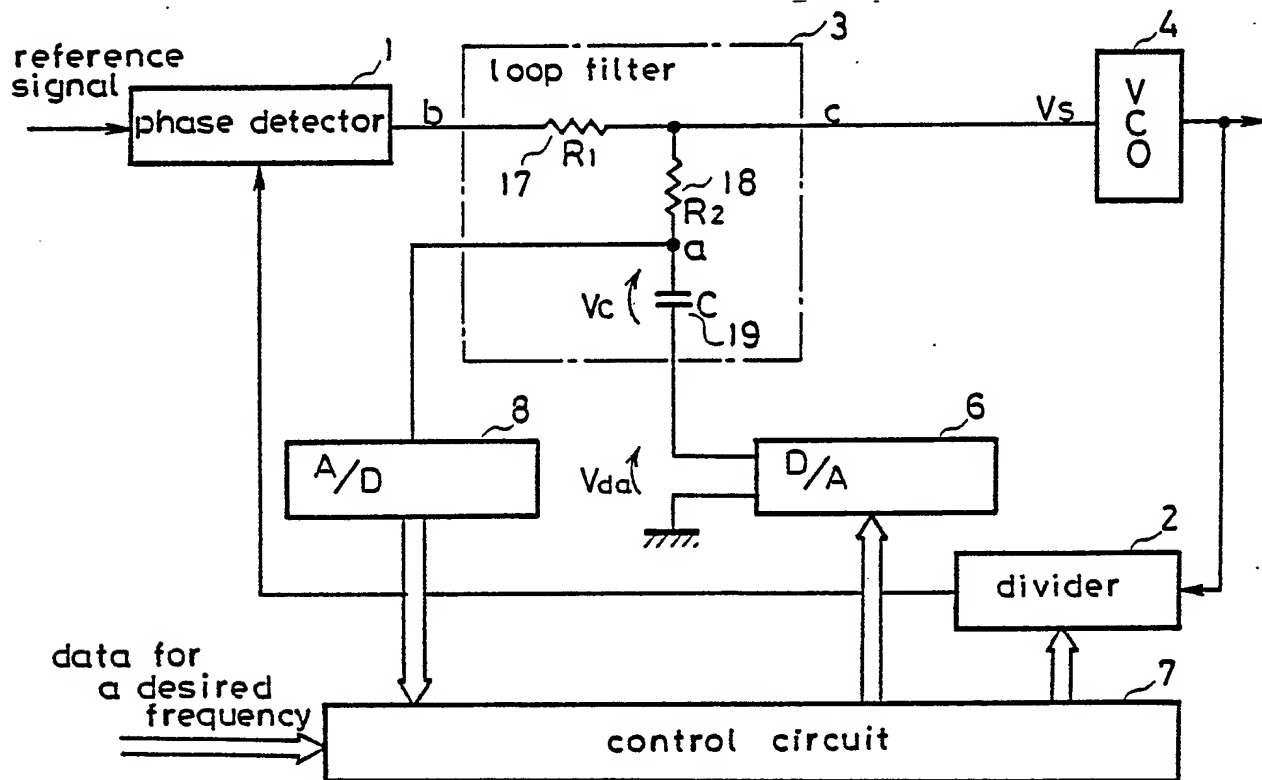 reference
signal
1
phase detector
b
loop filter
3
17
R1
18
R2
a
Vc
C
19
c
Vs
4
VCO
8
A/D
Vda
6
D/A
2
divider
data for
a desired
frequency
7
control circuit